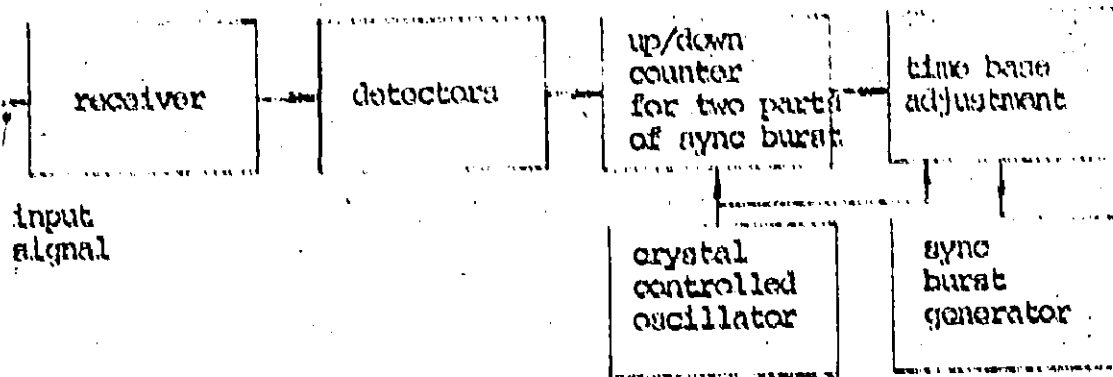 receiver
detectors
up/down
counter
for two parts
of sync burst
time base
adjustment
input
signal
crystal
controlled
oscillator
sync
burst
generator